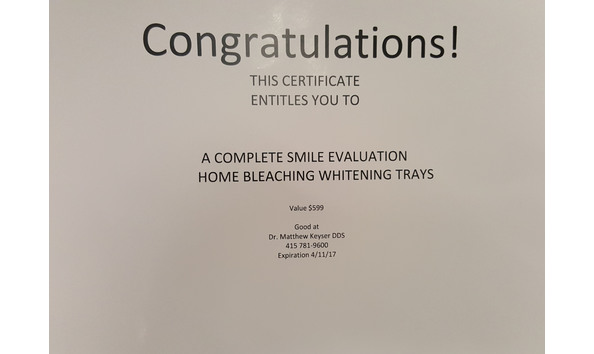 Congratulations!
THIS CERTIFICATE
ENTITLES YOU TO
A COMPLETE SMILE EVALUATION
HOME BLEACHING WHITENING TRAYS
Value $599
Good at
Dr. Matthew Keyser DDS
415 781-9600
Expiration 4/11/17